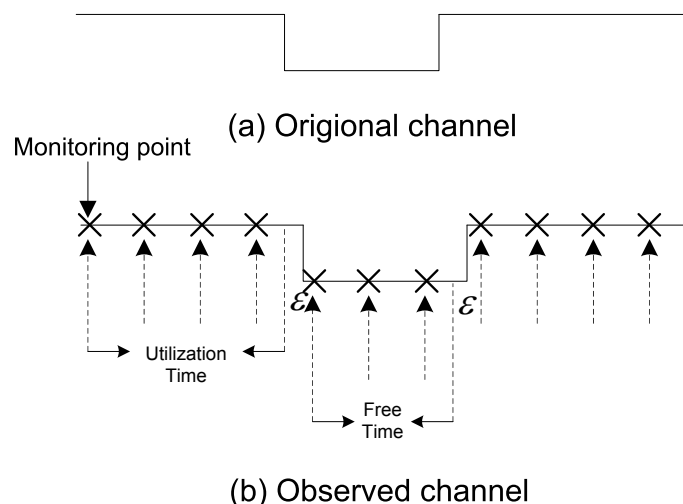 (a) Origional channel
Monitoring point
ε
ε
Utilization
Time
Free
Time
(b) Observed channel